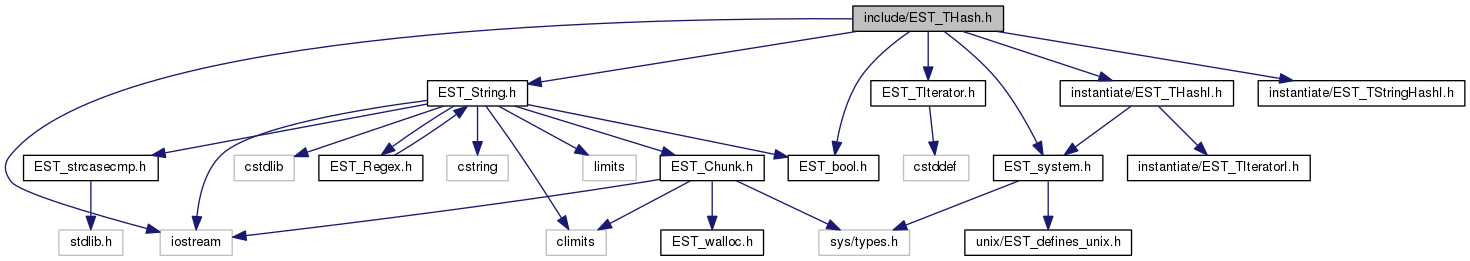 include/EST_THash.h
EST_String.h
EST_TIterator.h
instantiate/EST_THashI.h
instantiate/EST_TStringHashI.h
EST_strcasecmp.h
cstdlib
EST_Regex.h
cstring
limits
EST_Chunk.h
EST_bool.h
cstddef
EST_system.h
instantiate/EST_TIteratorI.h
stdlib.h
iostream
climits
EST_walloc.h
sys/types.h
unix/EST_defines_unix.h